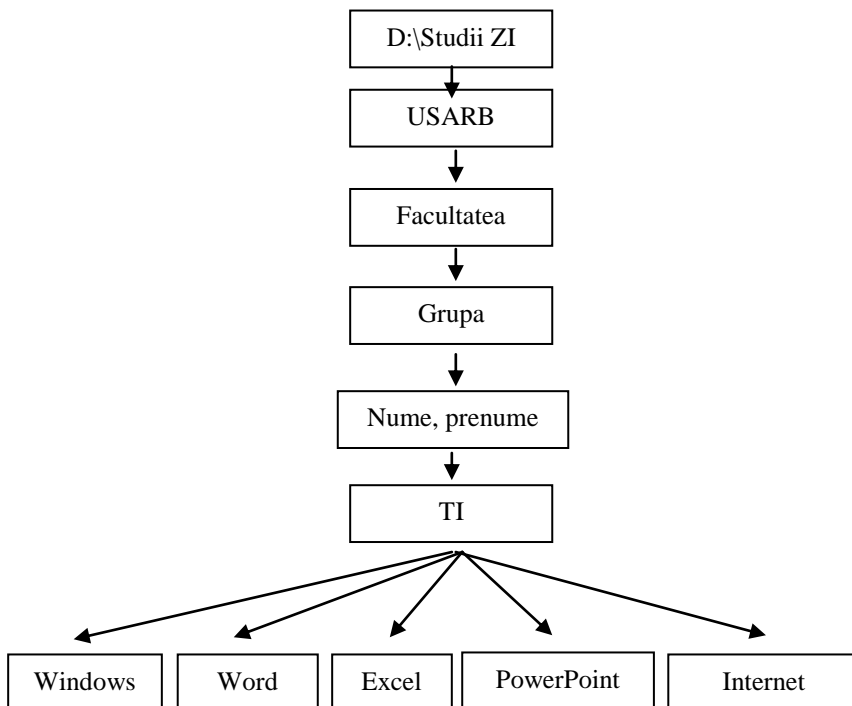 D:\Studii ZI
USARB
Facultatea
Grupa
Nume, prenume
TI
Windows
Word
Excel
PowerPoint
Internet